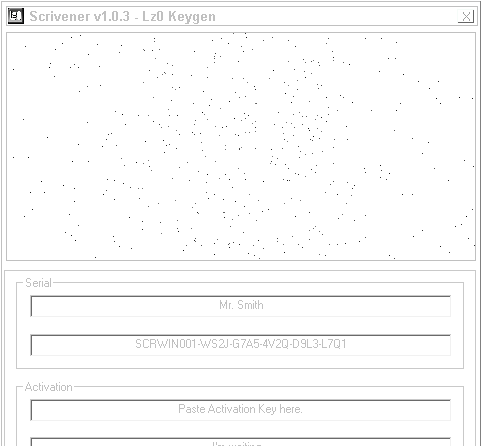 Scrivener v1.0.3 - Lz0 Keygen
Serial
Mr. Smith
SCRWIN001-WS2J-G7A5-4V2Q-D9L3-L7Q1
Activation
Paste Activation Key here.
I'm waiting